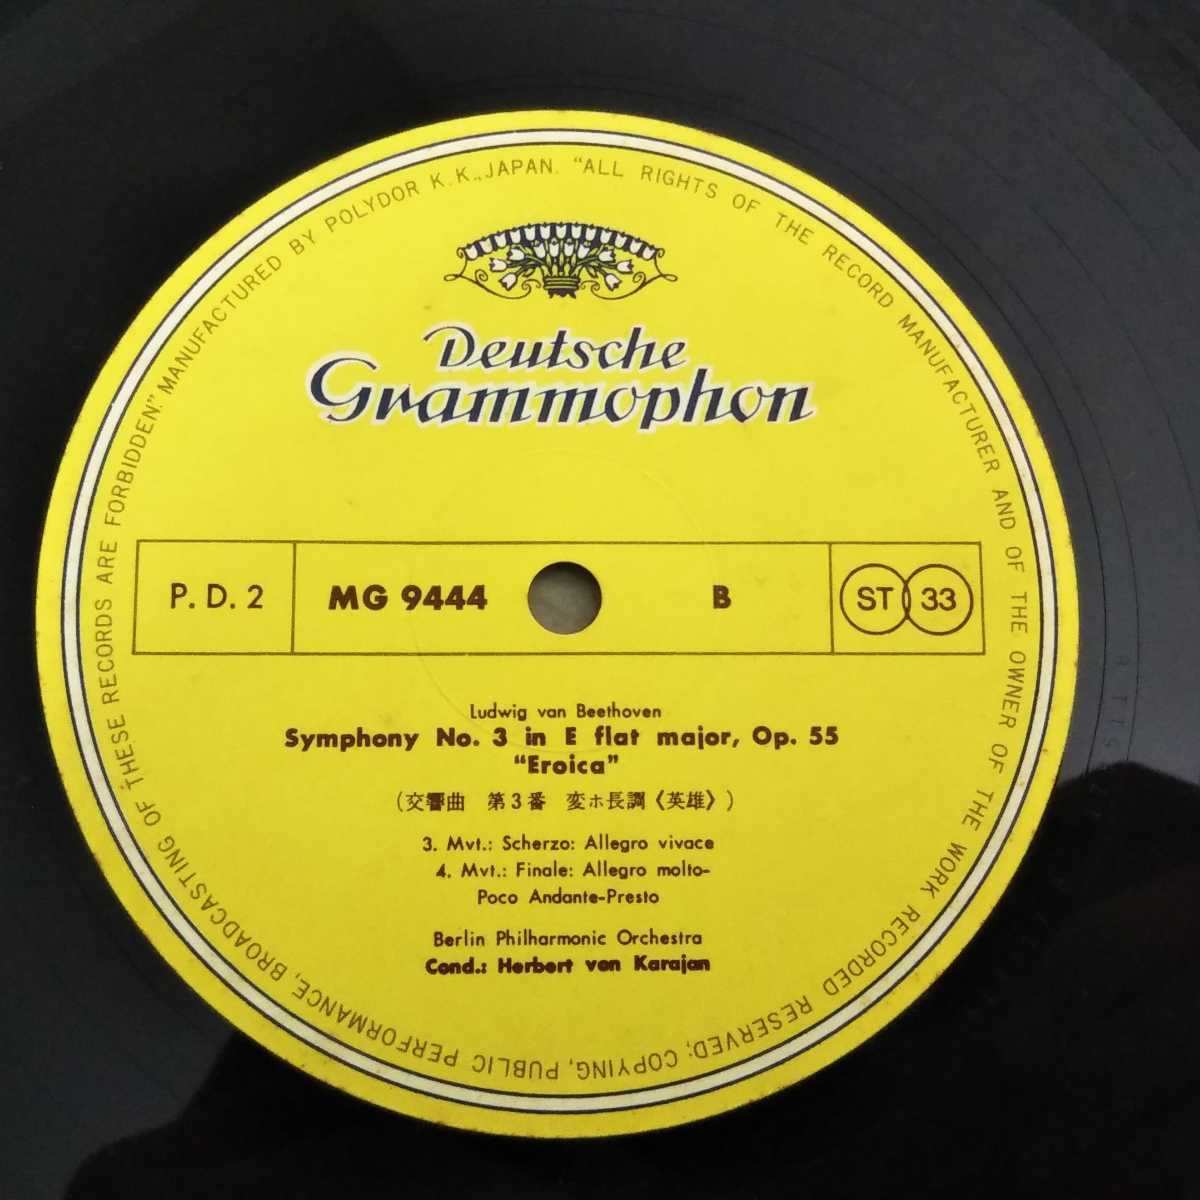 MANUFACTURED BY POLYDOR K.K., JAPAN. “ALL RIGHTS OF THE RECORD MANUFACTURER AND OF THE OWNER OF THE WORK RECORDED RESERVED; COPYING, PUBLIC PERFORMANCE, BROADCASTING OF THESE RECORDS ARE FORBIDDEN.”
Deutsche
Grammophon
P. D. 2 MG 9444 B ST 33
Ludwig van Beethoven
Symphony No. 3 in E flat major, Op. 55
“Eroica”
(交響曲 第3番 変ホ長調〈英雄〉)
3. Mvt.: Scherzo: Allegro vivace
4. Mvt.: Finale: Allegro molto-
Poco Andante-Presto
Berlin Philharmonic Orchestra
Cond.: Herbert von Karajan